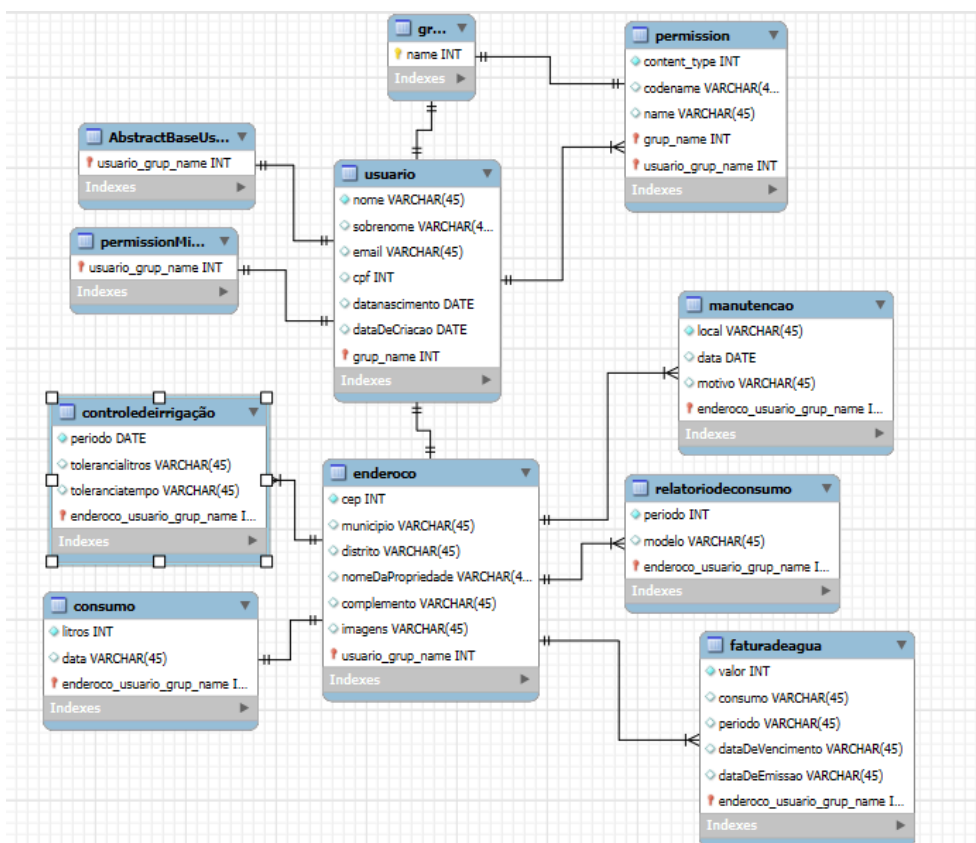 gr...
name INT
Indexes
permission
content_type INT
codename VARCHAR(4...
name VARCHAR(45)
grup_name INT
usuario_grup_name INT
Indexes
AbstractBaseUs...
usuario_grup_name INT
Indexes
usuario
nome VARCHAR(45)
sobrenome VARCHAR(4...
email VARCHAR(45)
cpf INT
datanascimento DATE
dataDeCriacao DATE
grup_name INT
Indexes
permissionMi...
usuario_grup_name INT
Indexes
manutencao
local VARCHAR(45)
data DATE
motivo VARCHAR(45)
enderoco_usuario_grup_name I...
Indexes
controledeirrigação
periodo DATE
tolerancialitros VARCHAR(45)
toleranciatempo VARCHAR(45)
enderoco_usuario_grup_name I...
Indexes
enderoco
cep INT
municipio VARCHAR(45)
distrito VARCHAR(45)
nomeDaPropriedade VARCHAR(4...
complemento VARCHAR(45)
imagens VARCHAR(45)
usuario_grup_name INT
Indexes
relatoriodeconsumo
periodo INT
modelo VARCHAR(45)
enderoco_usuario_grup_name I...
Indexes
consumo
litros INT
data VARCHAR(45)
enderoco_usuario_grup_name I...
Indexes
faturadeagua
valor INT
consumo VARCHAR(45)
periodo VARCHAR(45)
dataDeVencimento VARCHAR(45)
dataDeEmissao VARCHAR(45)
enderoco_usuario_grup_name I...
Indexes